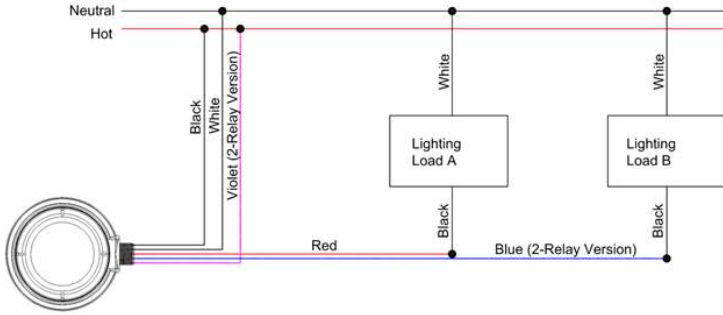 Neutral
Hot
Black
White
Violet (2-Relay Version)
White
White
Lighting
Load A
Lighting
Load B
Black
Black
Red
Blue (2-Relay Version)